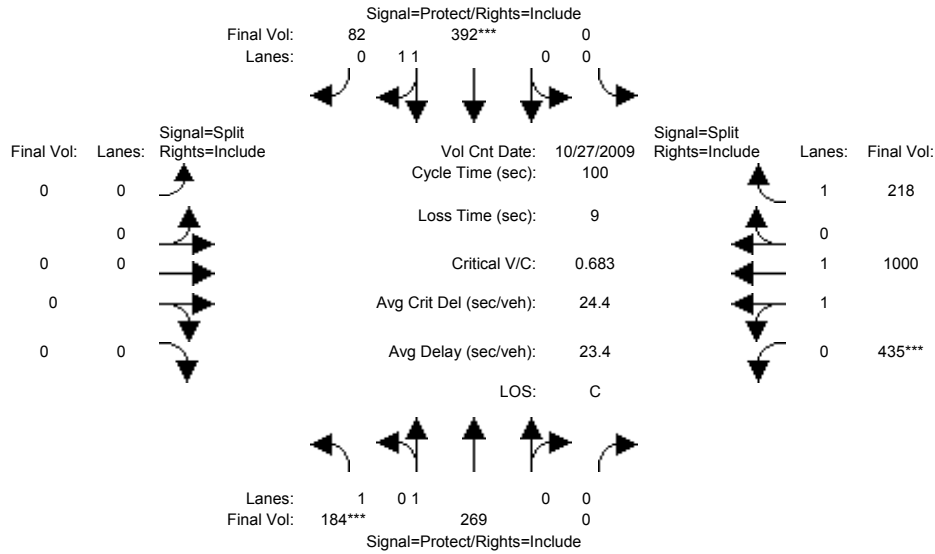 Signal=Protect/Rights=Include
Final Vol: 82 392*** 0
Lanes: 0 1 1 0 0
Signal=Split Signal=Split
Final Vol: Lanes: Rights=Include Vol Cnt Date: 10/27/2009 Rights=Include Lanes: Final Vol:
Cycle Time (sec): 100
0 0 1 218
Loss Time (sec): 9
0 0
0 0 Critical V/C: 0.683 1 1000
0 Avg Crit Del (sec/veh): 24.4 1
0 0 Avg Delay (sec/veh): 23.4 0 435***
LOS: C
Lanes: 1 0 1 0 0
Final Vol: 184*** 269 0
Signal=Protect/Rights=Include